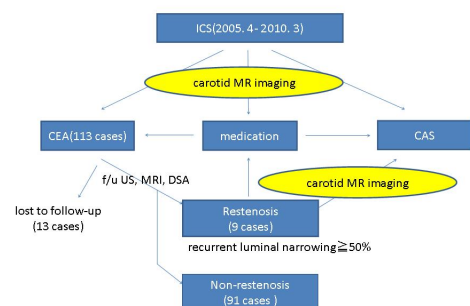 ICS(2005. 4- 2010. 3)
carotid MR imaging
CEA(113 cases)
medication
CAS
f/u US, MRI, DSA
carotid MR imaging
lost to follow-up
(13 cases)
Restenosis
(9 cases)
recurrent luminal narrowing≧50%
Non-restenosis
(91 cases )